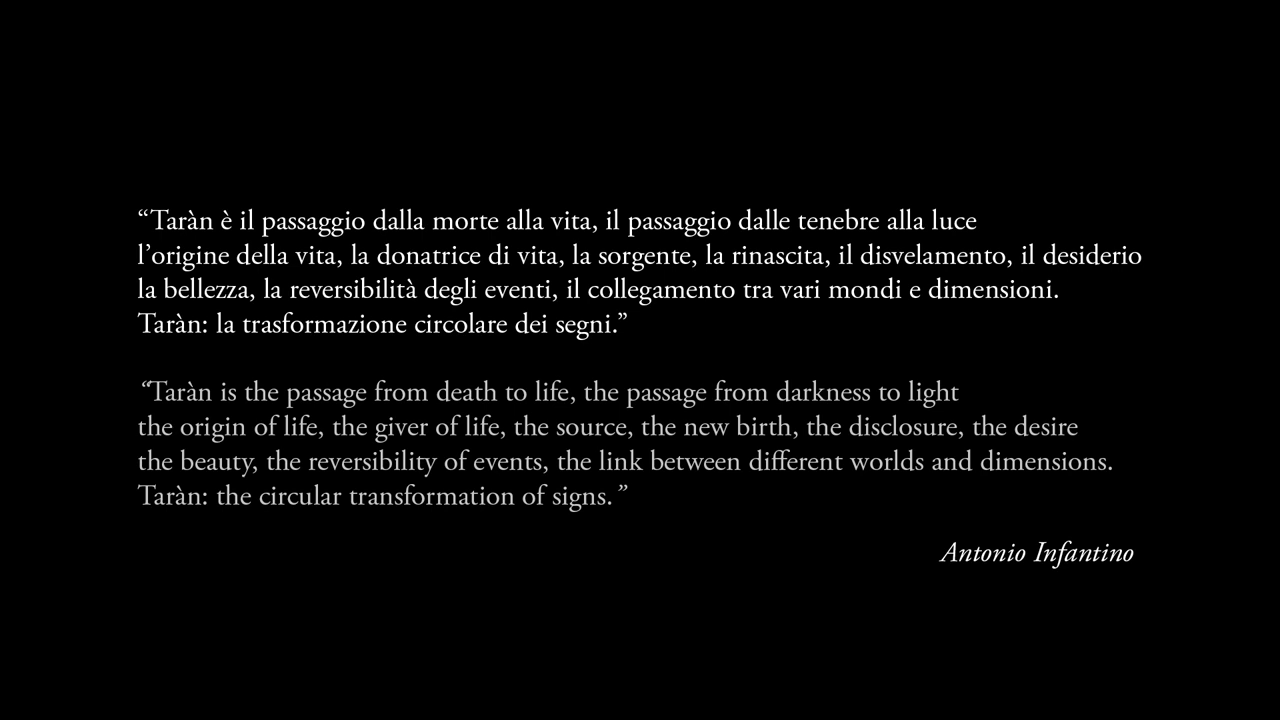 “Taràn è il passaggio dalla morte alla vita, il passaggio dalle tenebre alla luce
l’origine della vita, la donatrice di vita, la sorgente, la rinascita, il disvelamento, il desiderio
la bellezza, la reversibilità degli eventi, il collegamento tra vari mondi e dimensioni.
Taràn: la trasformazione circolare dei segni.”
“Taràn is the passage from death to life, the passage from darkness to light
the origin of life, the giver of life, the source, the new birth, the disclosure, the desire
the beauty, the reversibility of events, the link between different worlds and dimensions.
Taràn: the circular transformation of signs.”
Antonio Infantino